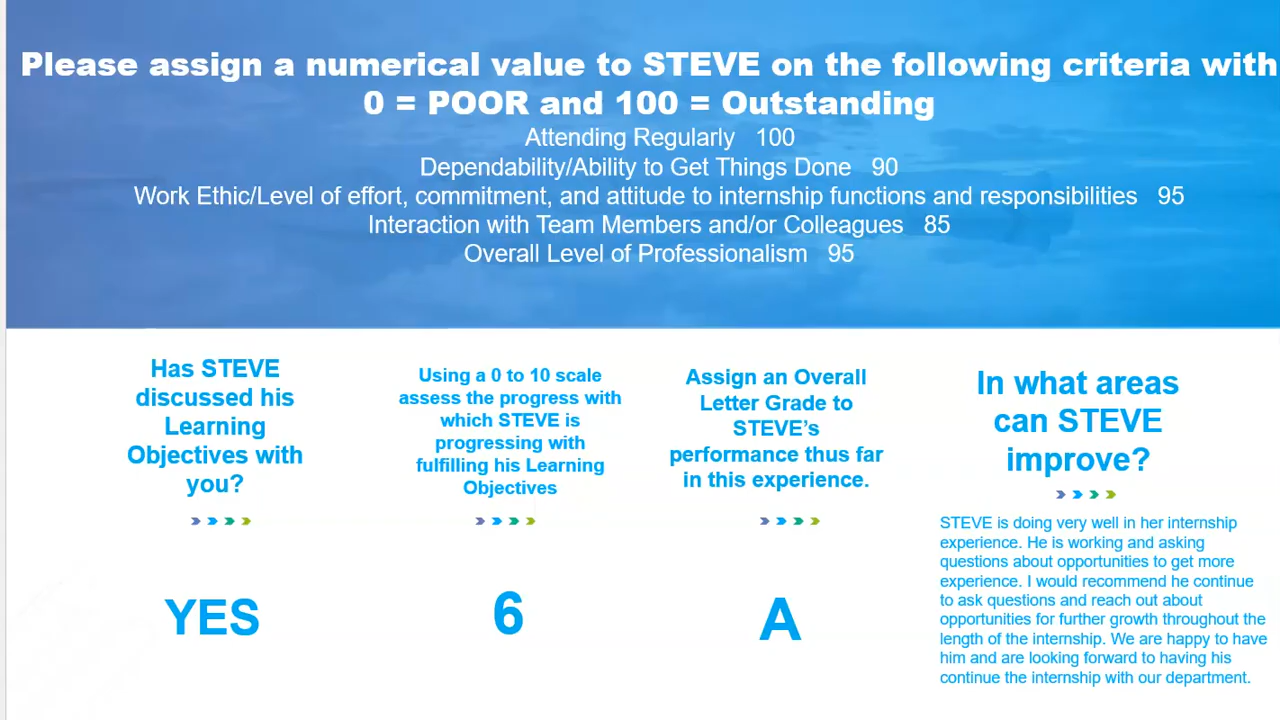 Please assign a numerical value to STEVE on the following criteria with
0 = POOR and 100 = Outstanding
Attending Regularly 100
Dependability/Ability to Get Things Done 90
Work Ethic/Level of effort, commitment, and attitude to internship functions and responsibilities 95
Interaction with Team Members and/or Colleagues 85
Overall Level of Professionalism 95
Has STEVE
discussed his
Learning
Objectives with
you?
YES
Using a 0 to 10 scale
assess the progress with
which STEVE is
progressing with
fulfilling his Learning
Objectives
6
Assign an Overall
Letter Grade to
STEVE’s
performance thus far
in this experience.
A
In what areas
can STEVE
improve?
STEVE is doing very well in her internship
experience. He is working and asking
questions about opportunities to get more
experience. I would recommend he continue
to ask questions and reach out about
opportunities for further growth throughout the
length of the internship. We are happy to have
him and are looking forward to having his
continue the internship with our department.